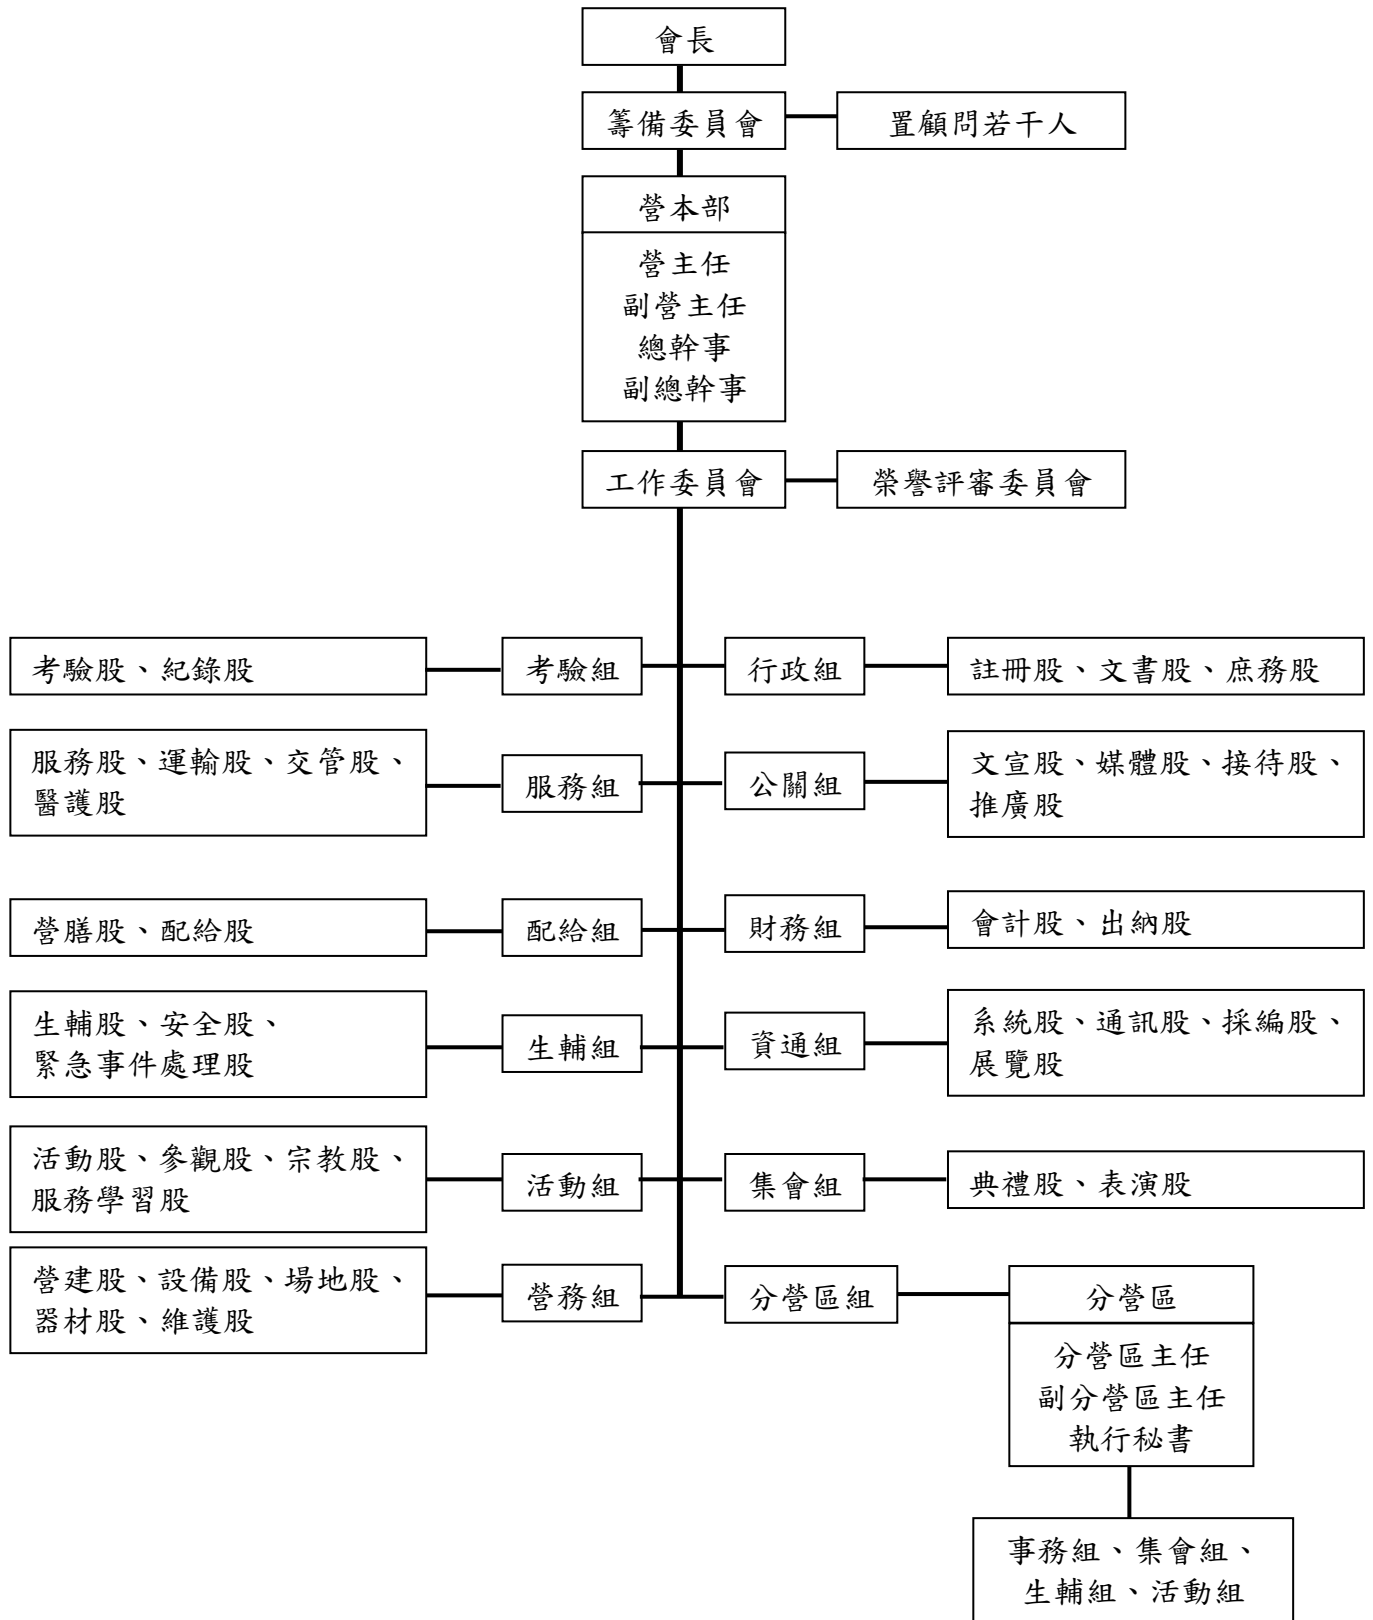 會長
籌備委員會
置顧問若干人
營本部
營主任
副營主任
總幹事
副總幹事
工作委員會
榮譽評審委員會
考驗股、紀錄股
考驗組
行政組
註冊股、文書股、庶務股
服務股、運輸股、交管股、
醫護股
服務組
公關組
文宣股、媒體股、接待股、
推廣股
營膳股、配給股
配給組
財務組
會計股、出納股
生輔股、安全股、
緊急事件處理股
生輔組
資通組
系統股、通訊股、採編股、
展覽股
活動股、參觀股、宗教股、
服務學習股
活動組
集會組
典禮股、表演股
營建股、設備股、場地股、
器材股、維護股
營務組
分營區組
分營區
分營區主任
副分營區主任
執行秘書
事務組、集會組、
生輔組、活動組